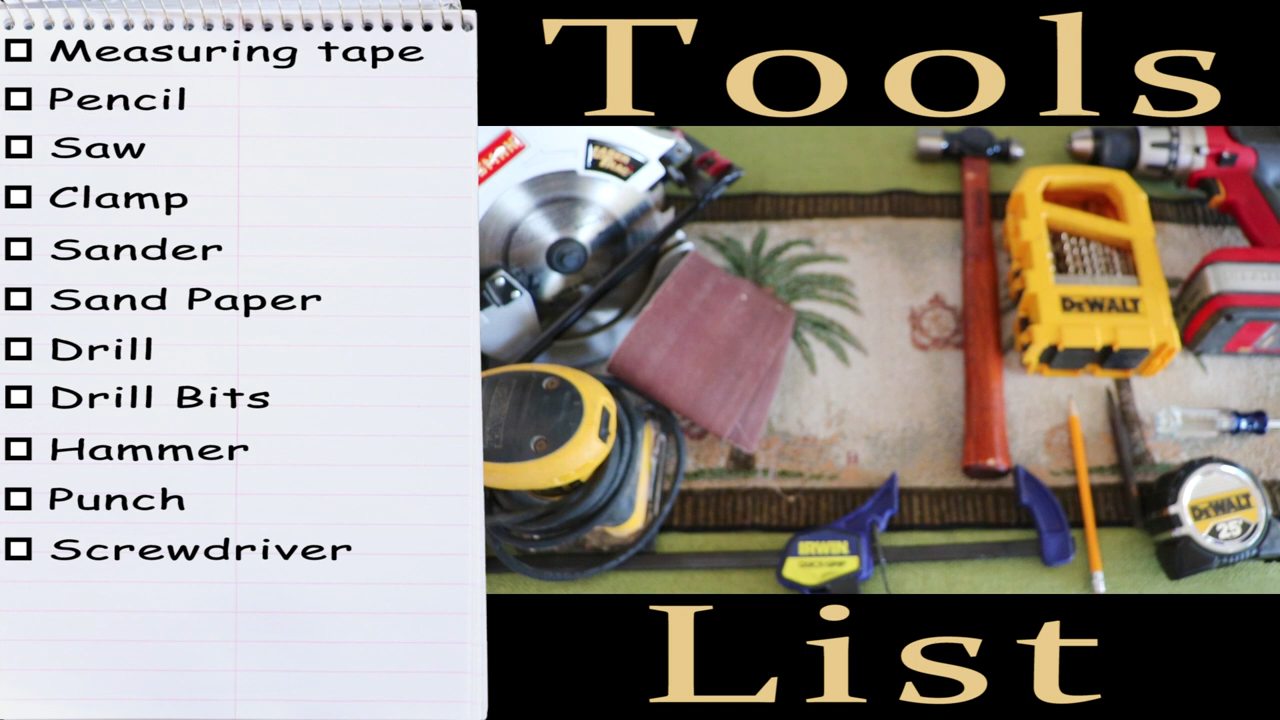 Measuring tape
Pencil
Saw
Clamp
Sander
Sand Paper
Drill
Drill Bits
Hammer
Punch
Screwdriver
Tools
DEWALT
DEWALT
25'
IRWIN
List